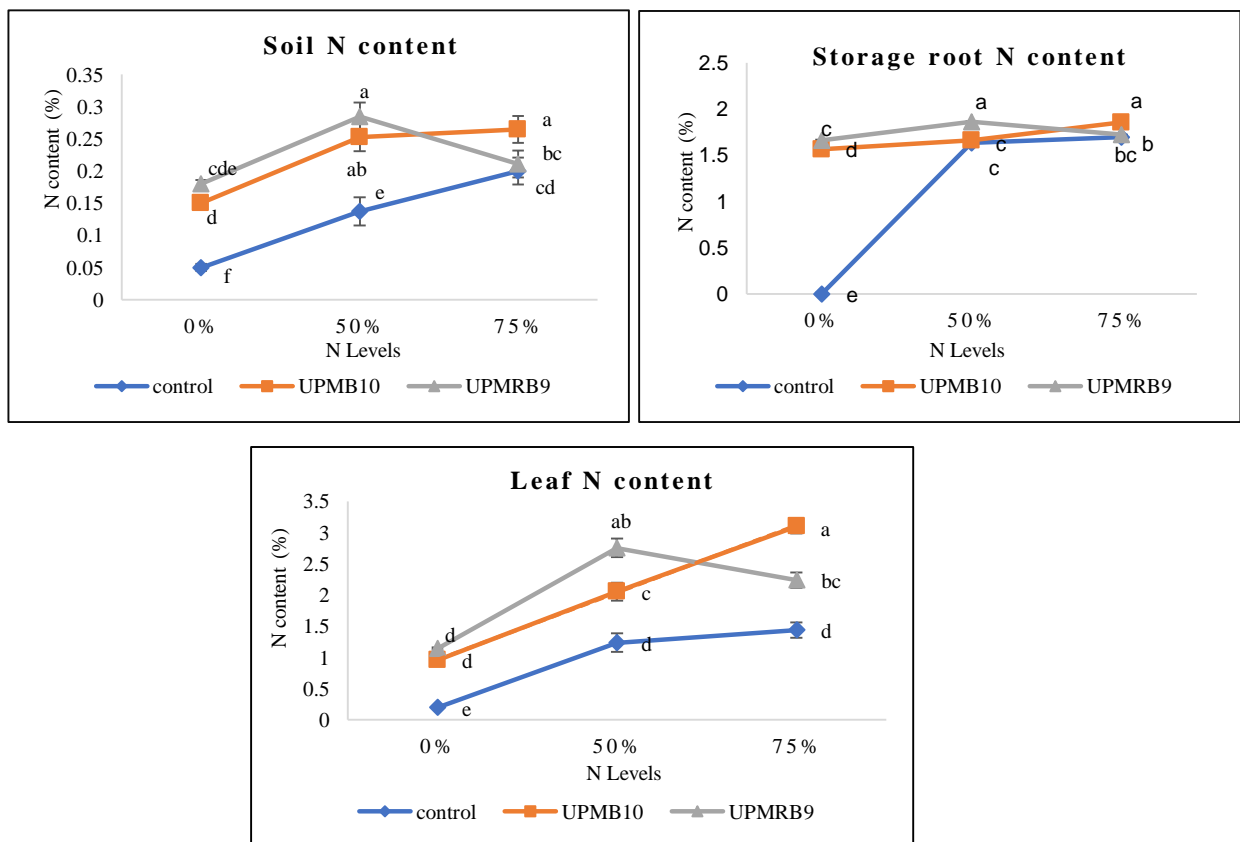 Soil N content
N content (%)
0.35
0.3
0.25
0.2
0.15
0.1
0.05
0
a
a
cde
bc
ab
e
cd
d
f
0% 50% 75%
N Levels
control UPMB10 UPMRB9
Storage root N content
N content (%)
2.5
2
1.5
1
0.5
0
a
a
c
d
c
b
bc
c
e
0% 50% 75%
N Levels
control UPMB10 UPMRB9
Leaf N content
N content (%)
3.5
3
2.5
2
1.5
1
0.5
0
ab
a
bc
c
d
d
d
d
e
0% 50% 75%
N Levels
control UPMB10 UPMRB9